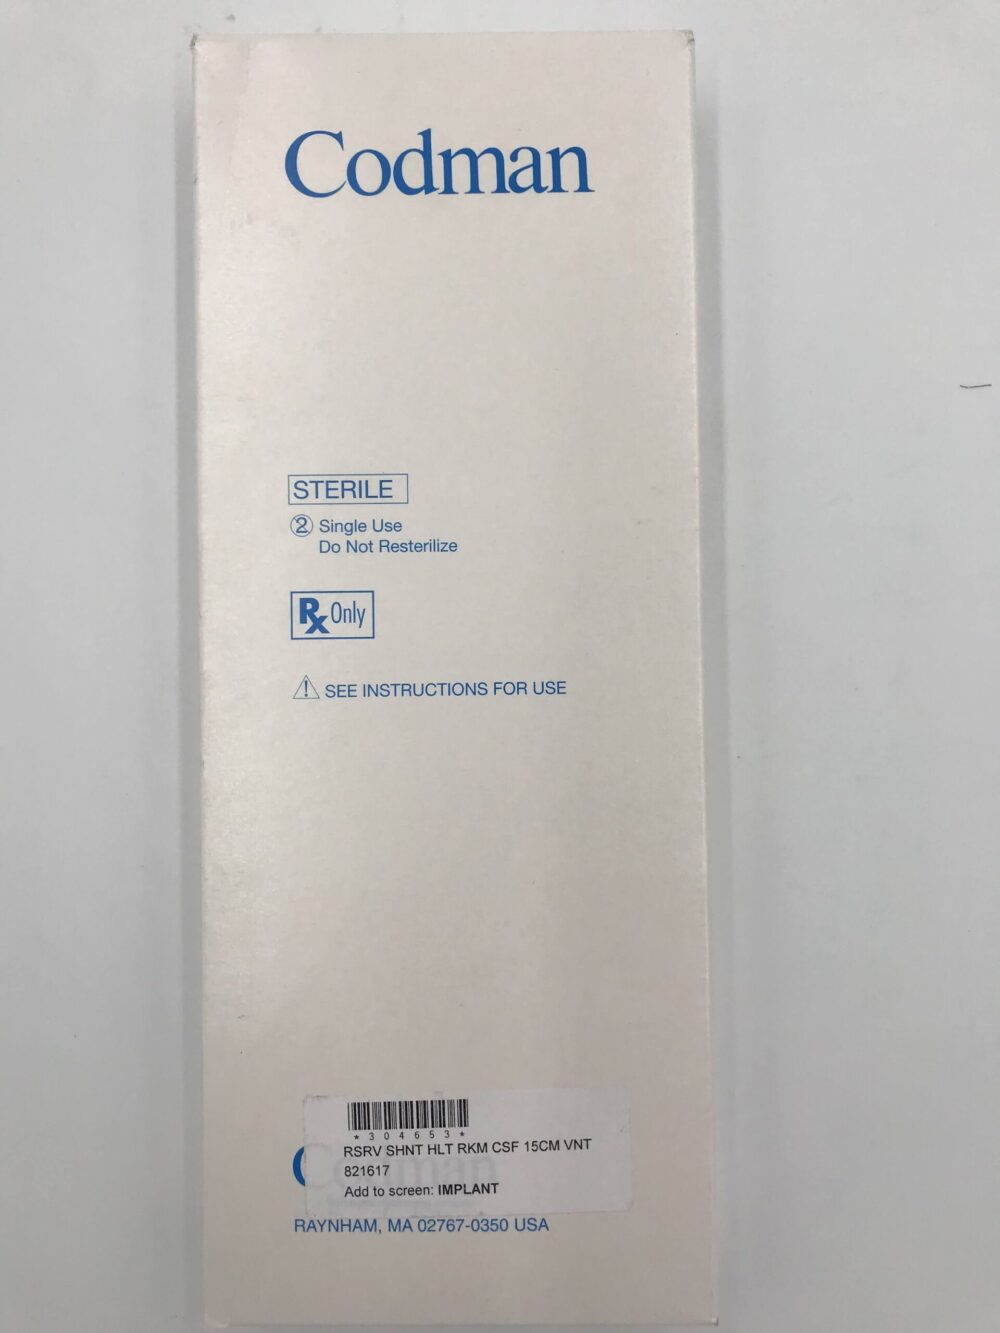 Codman
STERILE
2 Single Use
Do Not Resterilize
Rx Only
SEE INSTRUCTIONS FOR USE
*304653*
RSRV SHNT HLT RKM CSF 15CM VNT
821617
Add to screen: IMPLANT
Codman
RAYNHAM, MA 02767-0350 USA